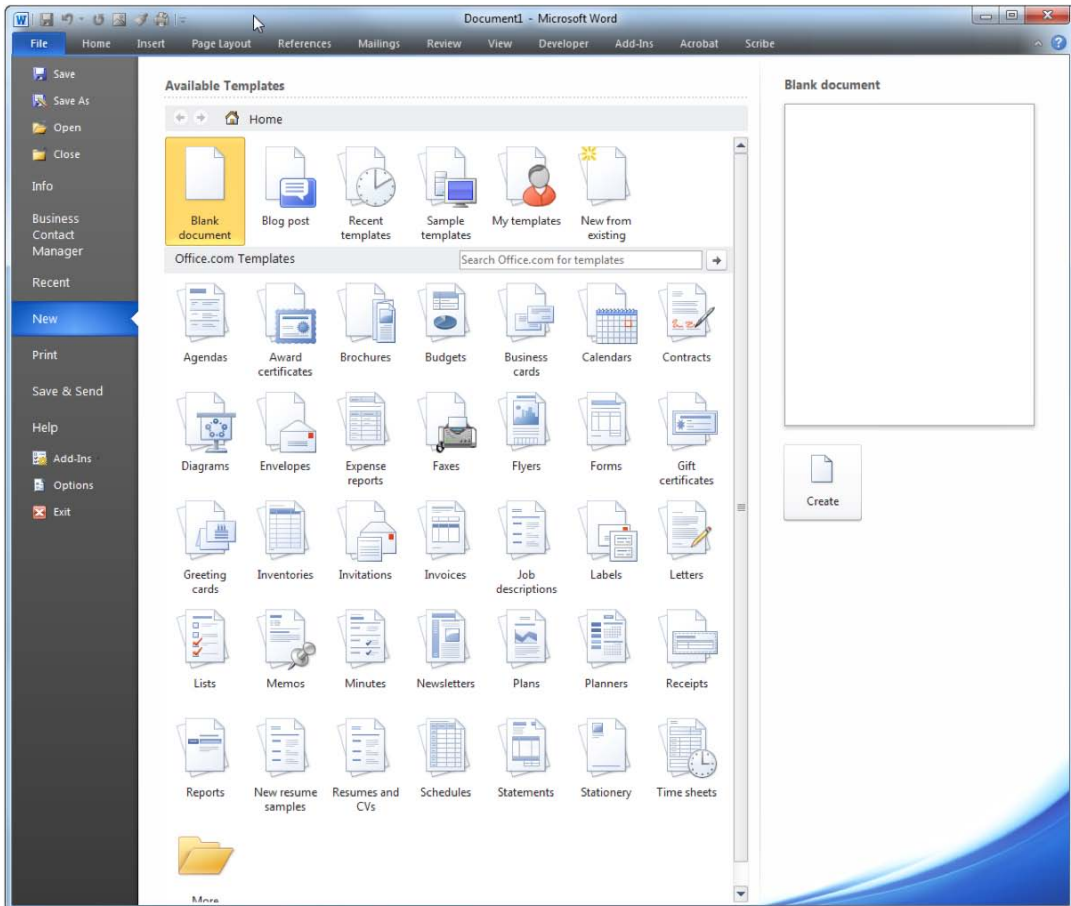 Document1 - Microsoft Word
File Home Insert Page Layout References Mailings Review View Developer Add-Ins Acrobat Scribe
Save
Save As
Open
Close
Info
Business
Contact
Manager
Recent
New
Print
Save & Send
Help
Add-Ins
Options
Exit
Available Templates
Home
Blank
document
Blog post
Recent
templates
Sample
templates
My templates
New from
existing
Office.com Templates
Search Office.com for templates
Agendas
Award
certificates
Brochures
Budgets
Business
cards
Calendars
Contracts
Diagrams
Envelopes
Expense
reports
Faxes
Flyers
Forms
Gift
certificates
Greeting
cards
Inventories
Invitations
Invoices
Job
descriptions
Labels
Letters
Lists
Memos
Minutes
Newsletters
Plans
Planners
Receipts
Reports
New resume
samples
Resumes and
CVs
Schedules
Statements
Stationery
Time sheets
More
Blank document
Create